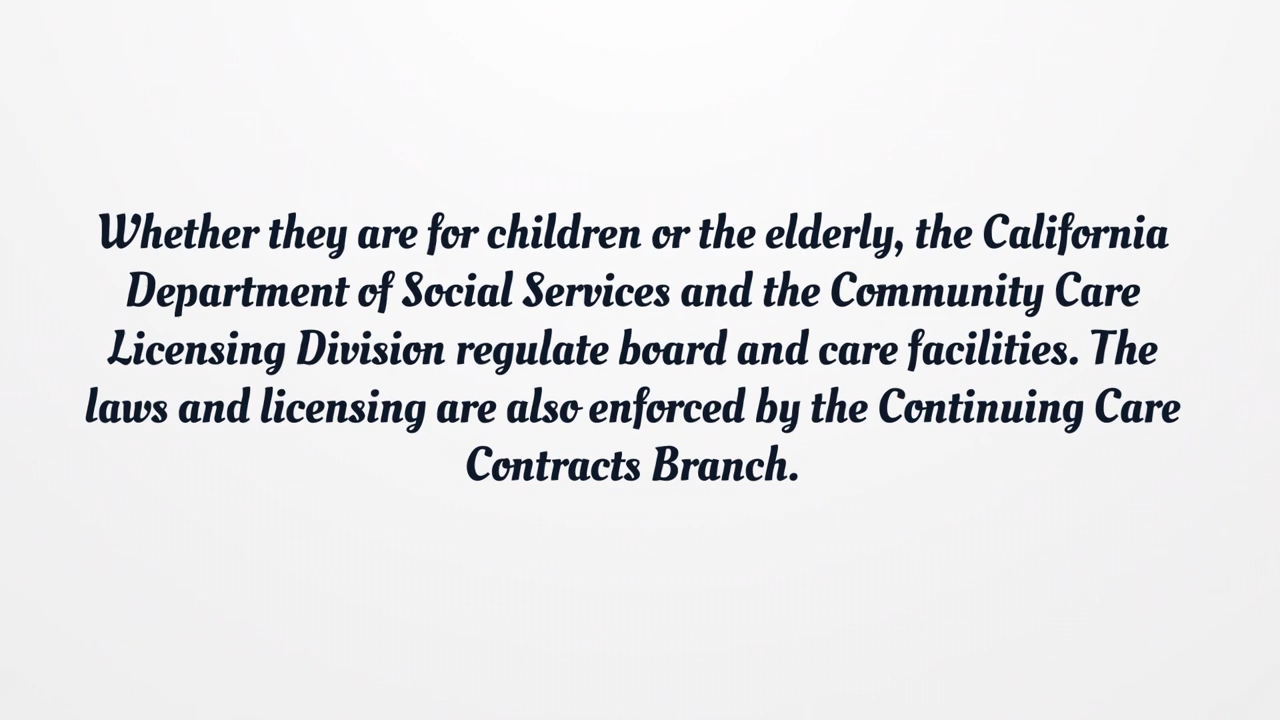 Whether they are for children or the elderly, the California
Department of Social Services and the Community Care
Licensing Division regulate board and care facilities. The
laws and licensing are also enforced by the Continuing Care
Contracts Branch.